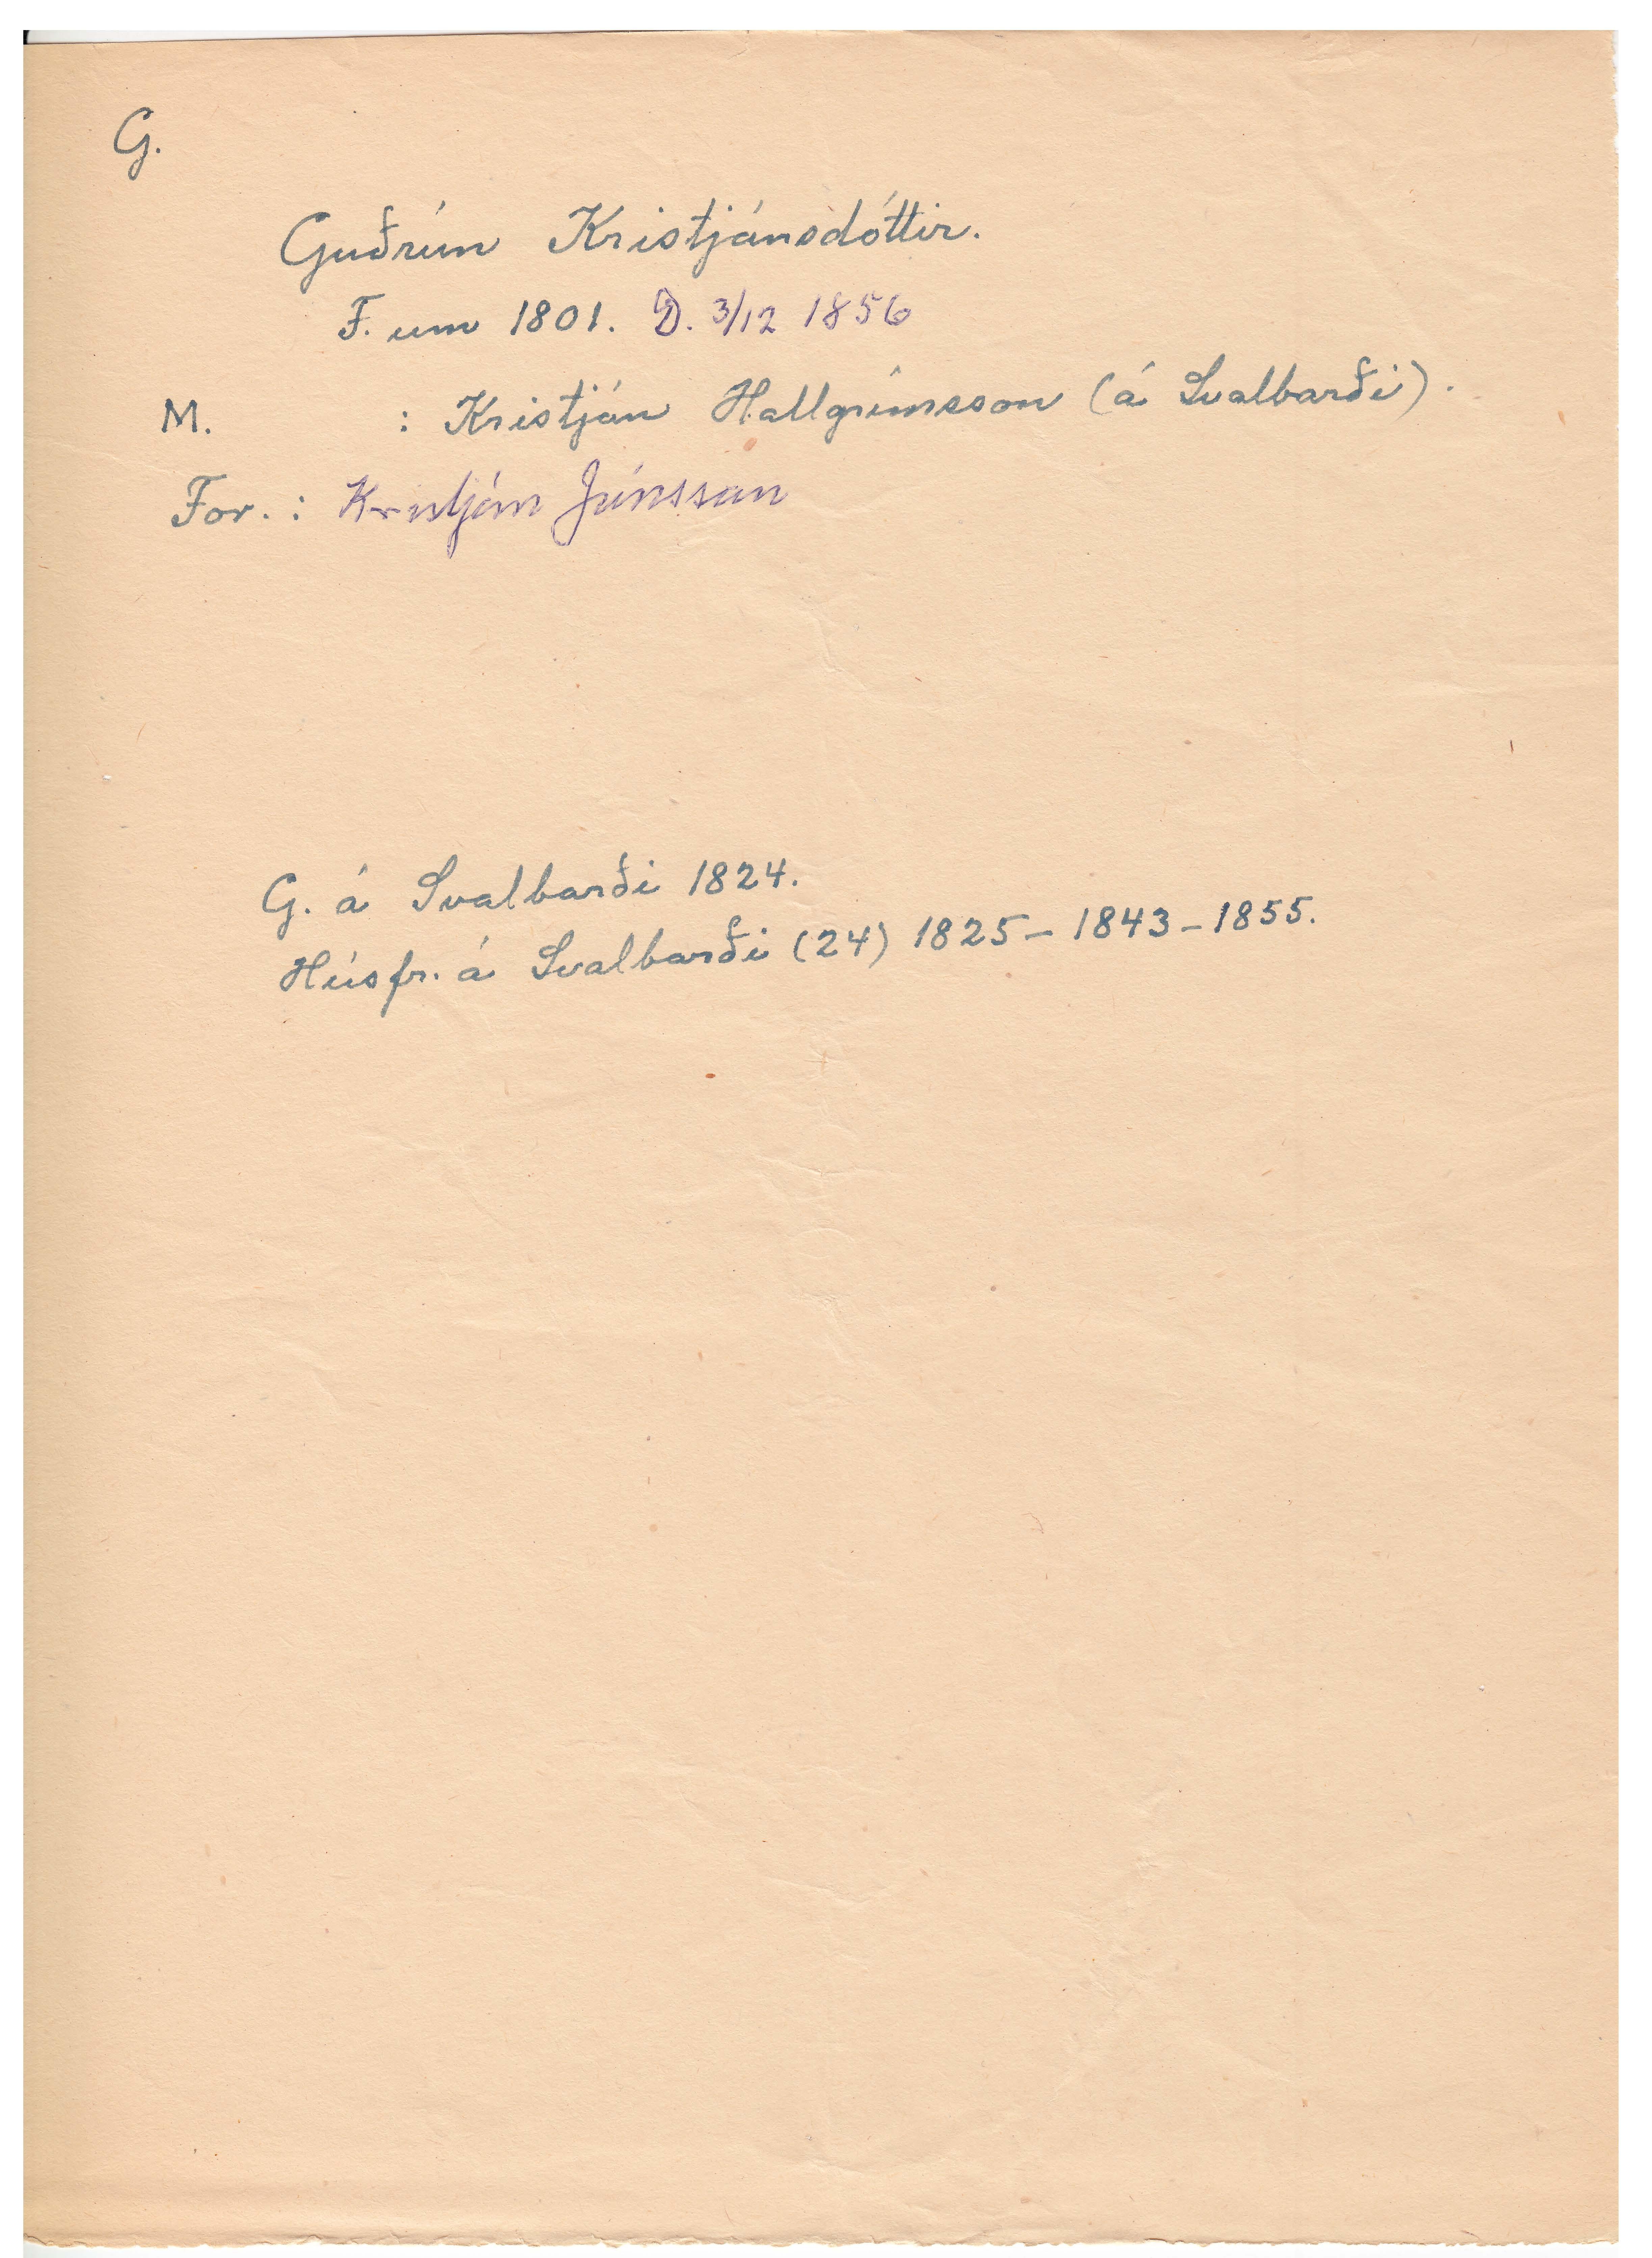 G.
Guðrún Kristjánsdóttir.
F. um 1801. D. 3/12 1856
M. : Kristján Hallgrímsson (á Svalbarði).
For. : Kristján Jónsson
G. á Svalbarði 1824.
Húsfr. á Svalbarði (24) 1825 – 1843 – 1855.